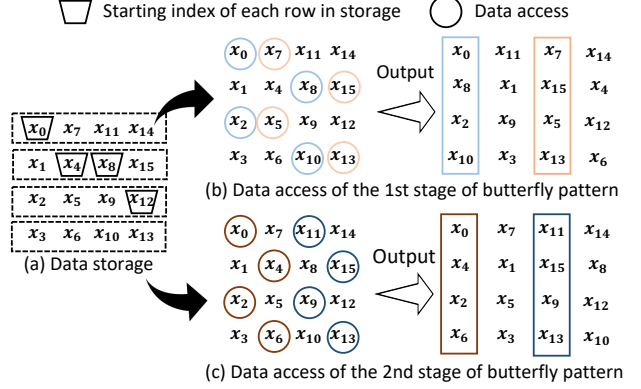 Starting index of each row in storage
Data access
x0 x7 x11 x14
x1 x4 x8 x15
x2 x5 x9 x12
x3 x6 x10 x13
(a) Data storage
x0 x7 x11 x14
x1 x4 x8 x15
x2 x5 x9 x12
x3 x6 x10 x13
Output
x0 x11 x7 x14
x8 x1 x15 x4
x2 x9 x5 x12
x10 x3 x13 x6
(b) Data access of the 1st stage of butterfly pattern
x0 x7 x11 x14
x1 x4 x8 x15
x2 x5 x9 x12
x3 x6 x10 x13
Output
x0 x7 x11 x14
x4 x1 x15 x8
x2 x5 x9 x12
x6 x3 x13 x10
(c) Data access of the 2nd stage of butterfly pattern